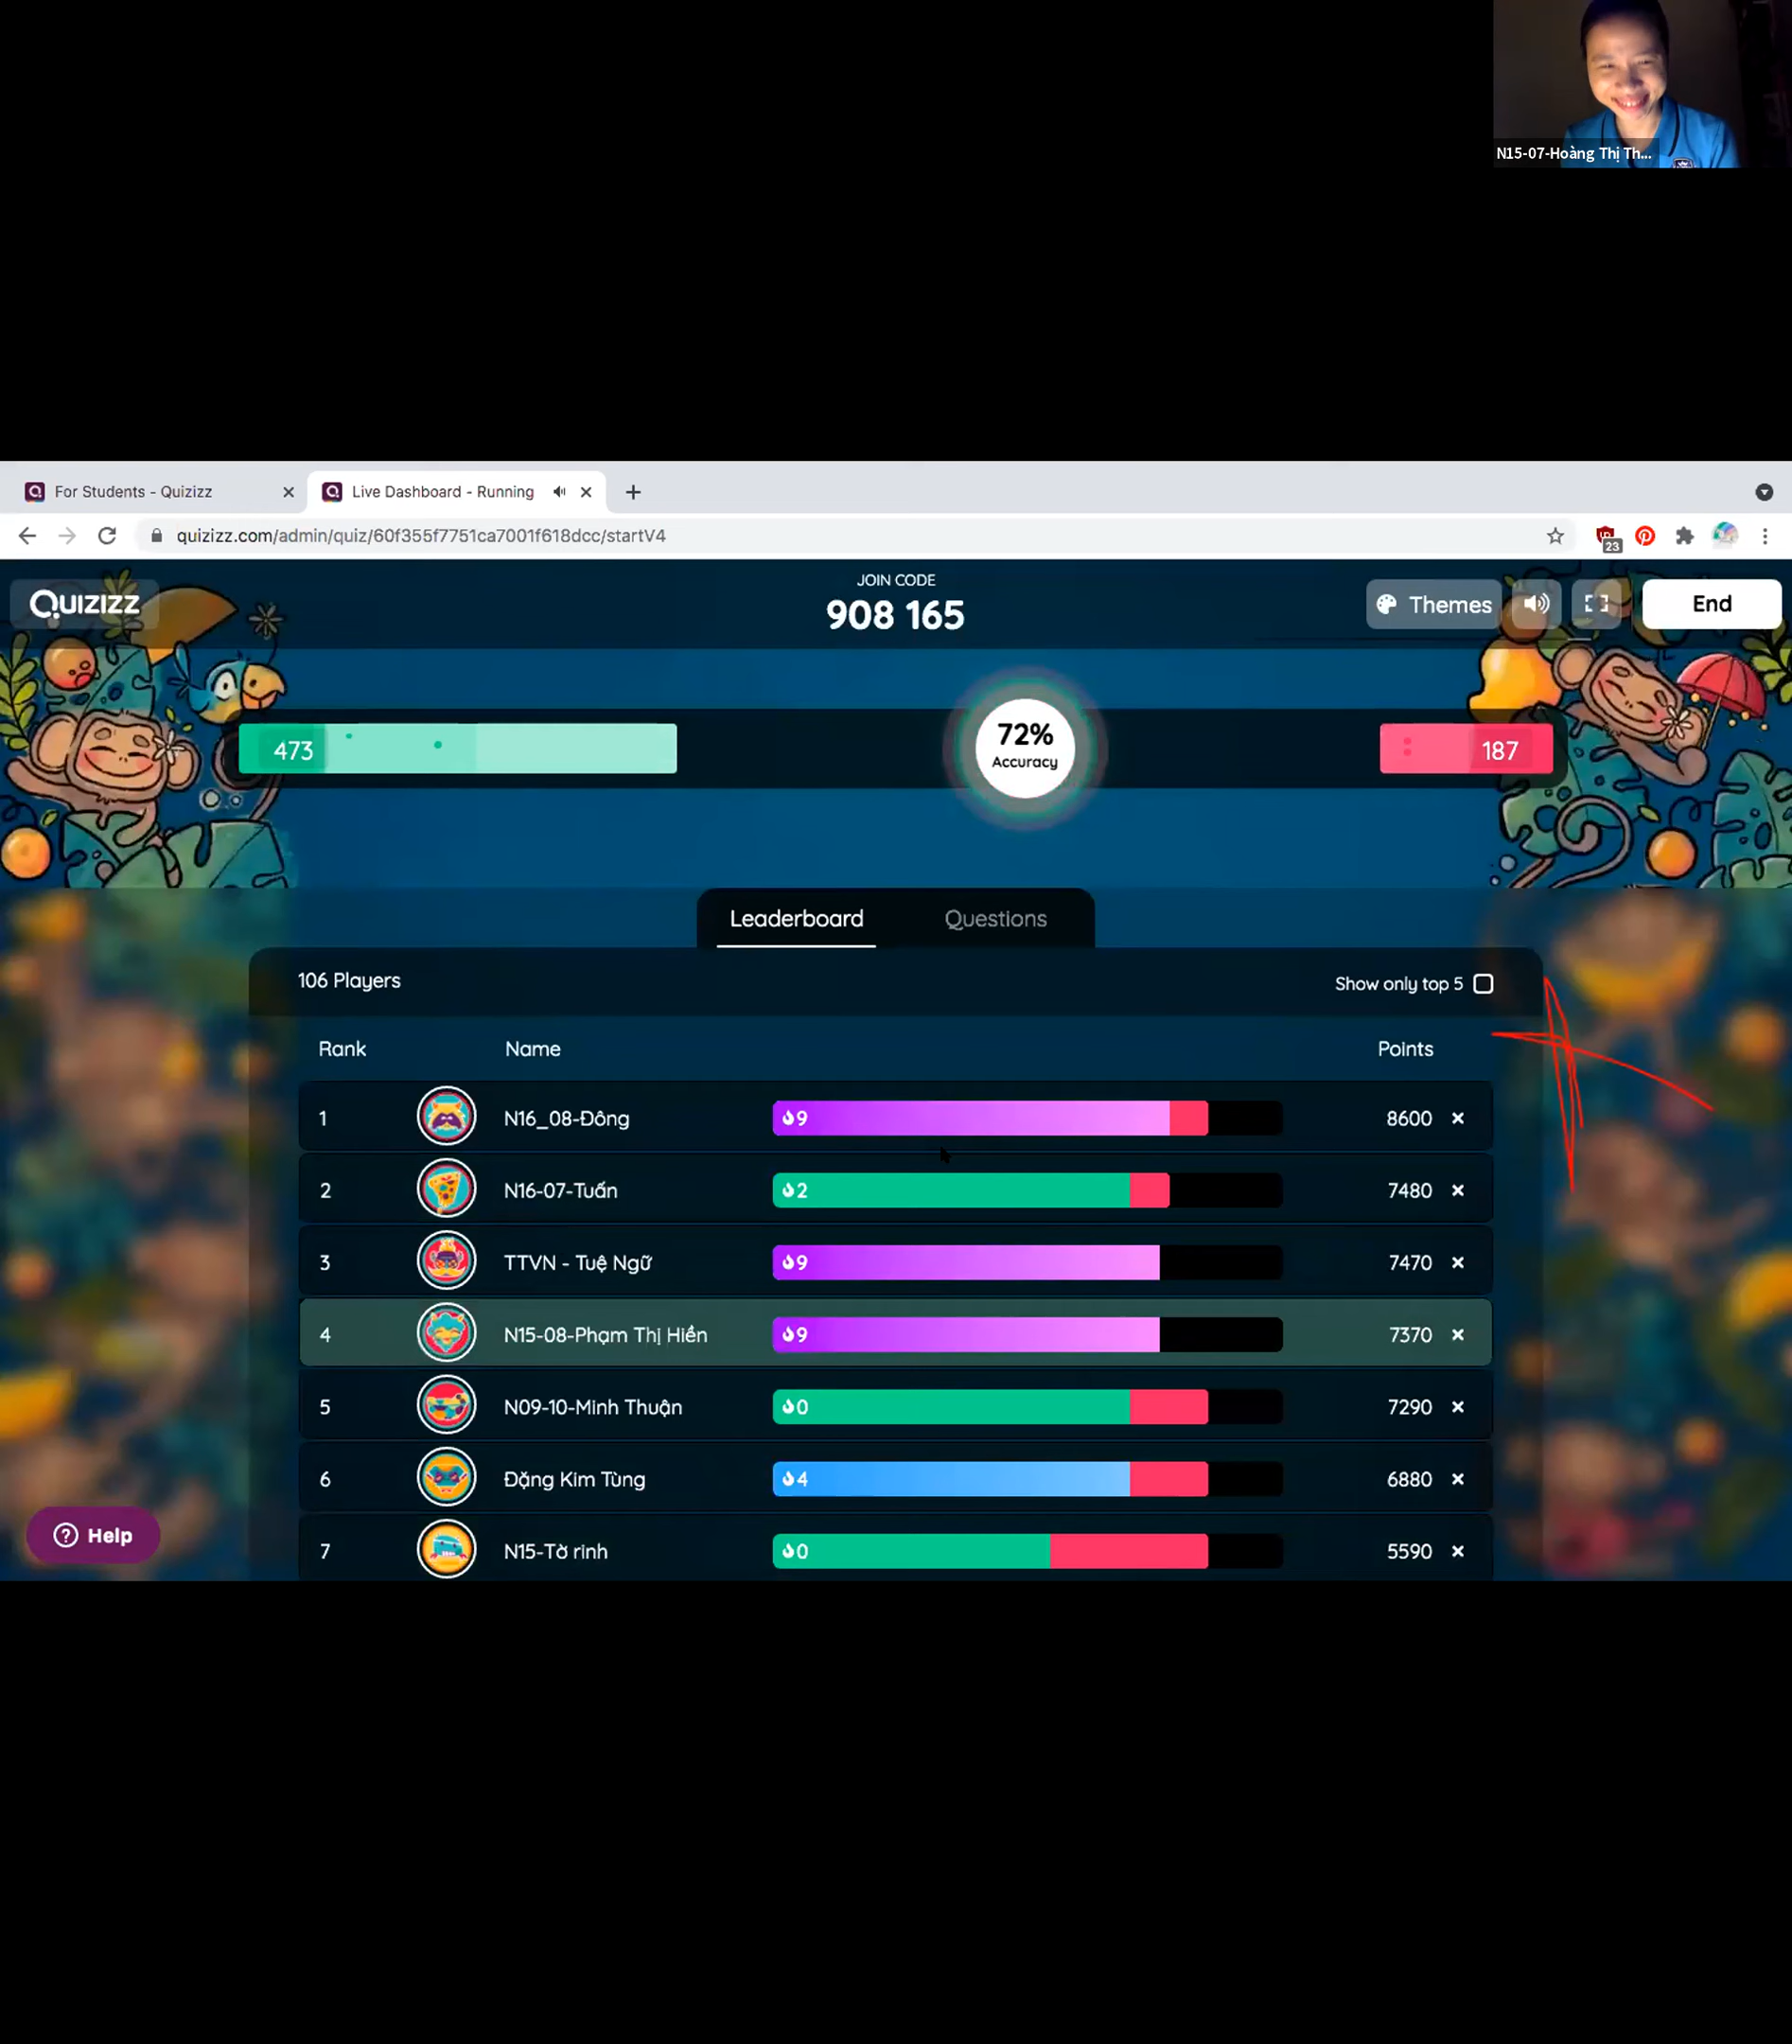 N15-07-Hoàng Thị Th...
For Students - Quizizz
Live Dashboard - Running
quizizz.com/admin/quiz/60f355f7751ca7001f618dcc/startV4
23
QUIZIZZ
JOIN CODE
908 165
Themes
End
473
72%
Accuracy
187
Leaderboard Questions
106 Players Show only top 5
Rank Name Points
1 N16_08-Đông 9 8600
2 N16-07-Tuấn 2 7480
3 TTVN - Tuệ Ngữ 9 7470
4 N15-08-Phạm Thị Hiền 9 7370
5 N09-10-Minh Thuận 0 7290
6 Đặng Kim Tùng 4 6880
7 N15-Tờ rinh 0 5590
? Help